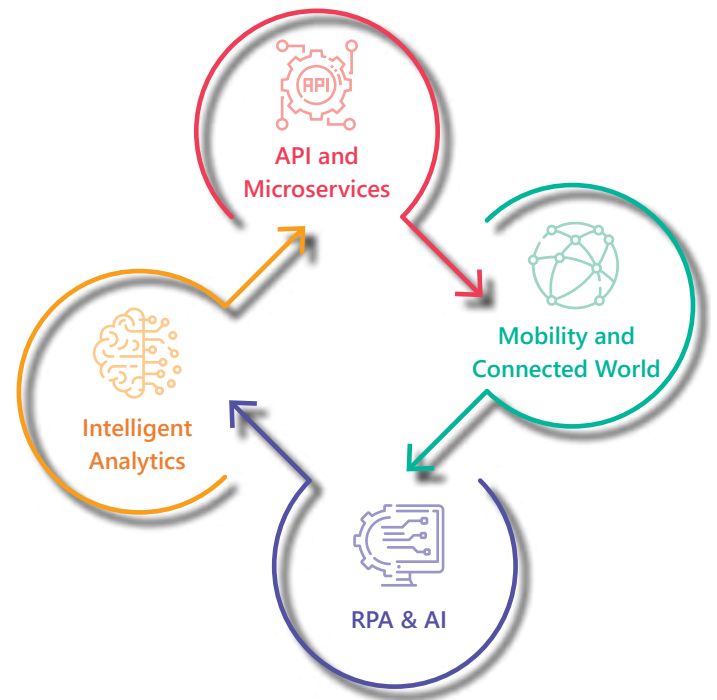 API
API and
Microservices
Mobility and
Connected World
RPA & AI
Intelligent
Analytics